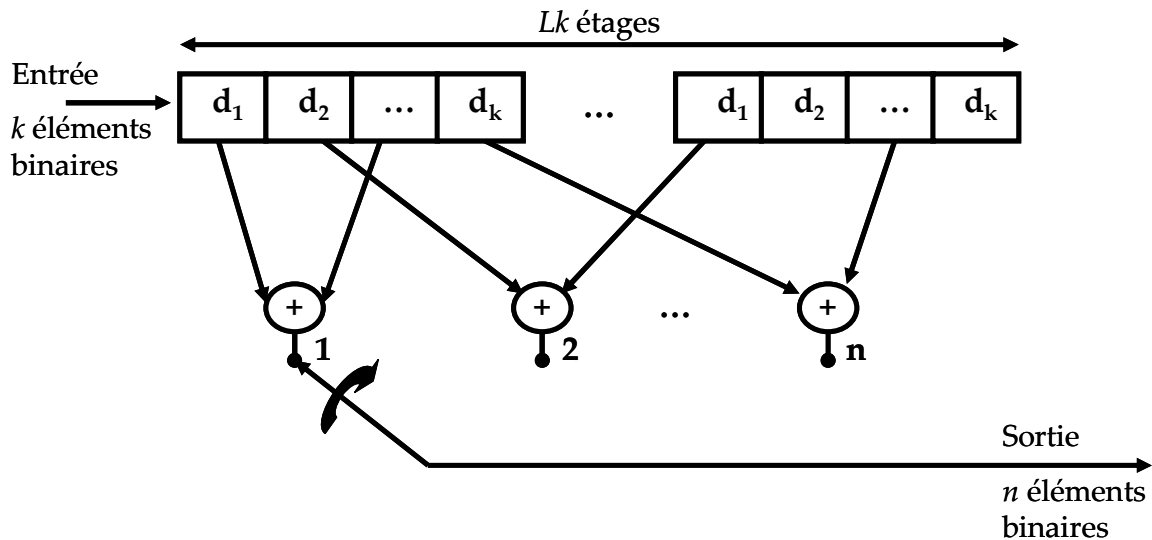 Lk étages
Entrée
k éléments
binaires
d1 d2 ... dk ... d1 d2 ... dk
+ + ... +
1 2 n
Sortie
n éléments
binaires